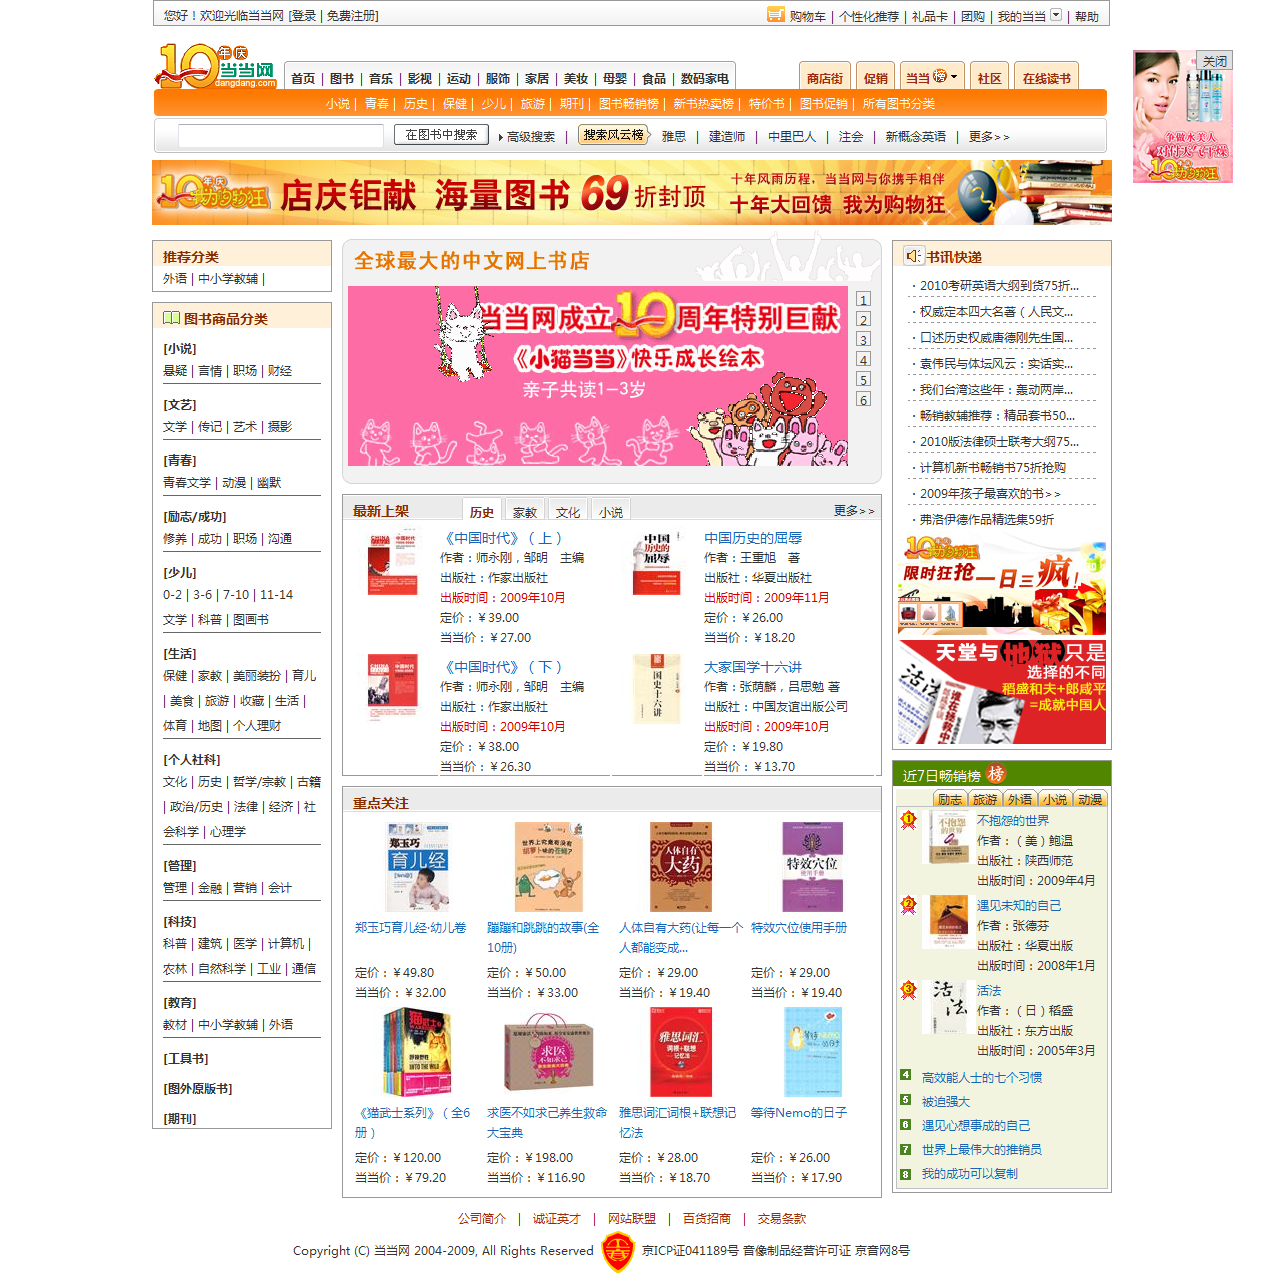 您好！欢迎光临当当网 [登录 | 免费注册]
购物车 | 个性化推荐 | 礼品卡 | 团购 | 我的当当 | 帮助
关闭
争做水美人
对付天气干燥
10年庆 当当网 dangdang.com
首页 | 图书 | 音乐 | 影视 | 运动 | 服饰 | 家居 | 美妆 | 母婴 | 食品 | 数码家电
商店街 促销 当当榜 社区 在线读书
小说 | 青春 | 历史 | 保健 | 少儿 | 旅游 | 期刊 | 图书畅销榜 | 新书热卖榜 | 特价书 | 图书促销 | 所有图书分类
在图书中搜索 高级搜索 | 搜索风云榜 雅思 | 建造师 | 中里巴人 | 注会 | 新概念英语 | 更多>>
店庆钜献 海量图书 69折封顶
十年风雨历程，当当网与你携手相伴
十年大回馈 我为购物狂
推荐分类
外语 | 中小学教辅 |
图书商品分类
[小说]
悬疑 | 言情 | 职场 | 财经
[文艺]
文学 | 传记 | 艺术 | 摄影
[青春]
青春文学 | 动漫 | 幽默
[励志/成功]
修养 | 成功 | 职场 | 沟通
[少儿]
0-2 | 3-6 | 7-10 | 11-14
文学 | 科普 | 图画书
[生活]
保健 | 家教 | 美丽装扮 | 育儿
| 美食 | 旅游 | 收藏 | 生活 |
体育 | 地图 | 个人理财
[个人社科]
文化 | 历史 | 哲学/宗教 | 古籍
| 政治/历史 | 法律 | 经济 | 社
会科学 | 心理学
[管理]
管理 | 金融 | 营销 | 会计
[科技]
科普 | 建筑 | 医学 | 计算机 |
农林 | 自然科学 | 工业 | 通信
[教育]
教材 | 中小学教辅 | 外语
[工具书]
[图外原版书]
[期刊]
全球最大的中文网上书店
当当网成立10周年特别巨献
《小猫当当》快乐成长绘本
亲子共读1-3岁
1
2
3
4
5
6
最新上架 历史 家教 文化 小说 更多>>
《中国时代》（上）
作者：师永刚，邹明 主编
出版社：作家出版社
出版时间：2009年10月
定价：￥39.00
当当价：￥27.00
中国历史的屈辱
作者：王重旭 著
出版社：华夏出版社
出版时间：2009年11月
定价：￥26.00
当当价：￥18.20
《中国时代》（下）
作者：师永刚，邹明 主编
出版社：作家出版社
出版时间：2009年10月
定价：￥38.00
当当价：￥26.30
国史十六讲
大家国学十六讲
作者：张荫麟，吕思勉 著
出版社：中国友谊出版公司
出版时间：2009年10月
定价：￥19.80
当当价：￥13.70
重点关注
郑玉巧育儿经·幼儿卷
定价：￥49.80
当当价：￥32.00
蹦蹦和跳跳的故事(全
10册)
定价：￥50.00
当当价：￥33.00
人体自有大药(让每一个
人都能变成...
定价：￥29.00
当当价：￥19.40
特效穴位使用手册
定价：￥29.00
当当价：￥19.40
《猫武士系列》（全6
册）
定价：￥120.00
当当价：￥79.20
求医不如求己养生救命
大宝典
定价：￥198.00
当当价：￥116.90
雅思词汇词根+联想记
忆法
定价：￥28.00
当当价：￥18.70
等待Nemo的日子
定价：￥26.00
当当价：￥17.90
书讯快递
· 2010考研英语大纲到货75折...
· 权威定本四大名著（人民文...
· 口述历史权威唐德刚先生国...
· 袁伟民与体坛风云：实话实...
· 我们台湾这些年：轰动两岸...
· 畅销教辅推荐：精品套书50...
· 2010版法律硕士联考大纲75...
· 计算机新书畅销书75折抢购
· 2009年孩子最喜欢的书>>
· 弗洛伊德作品精选集59折
限时狂抢 一日三疯！
天堂与地狱只是
选择的不同
稻盛和夫+郎咸平
=成就中国人
近7日畅销榜 榜
励志 旅游 外语 小说 动漫
1 不抱怨的世界
作者：（美）鲍温
出版社：陕西师范
出版时间：2009年4月
2 遇见未知的自己
作者：张德芬
出版社：华夏出版
出版时间：2008年1月
3 活法
作者：（日）稻盛
出版社：东方出版
出版时间：2005年3月
4 高效能人士的七个习惯
5 被迫强大
6 遇见心想事成的自己
7 世界上最伟大的推销员
8 我的成功可以复制
公司简介 | 诚证英才 | 网站联盟 | 百货招商 | 交易条款
Copyright (C) 当当网 2004-2009, All Rights Reserved 京ICP证041189号 音像制品经营许可证 京音网8号